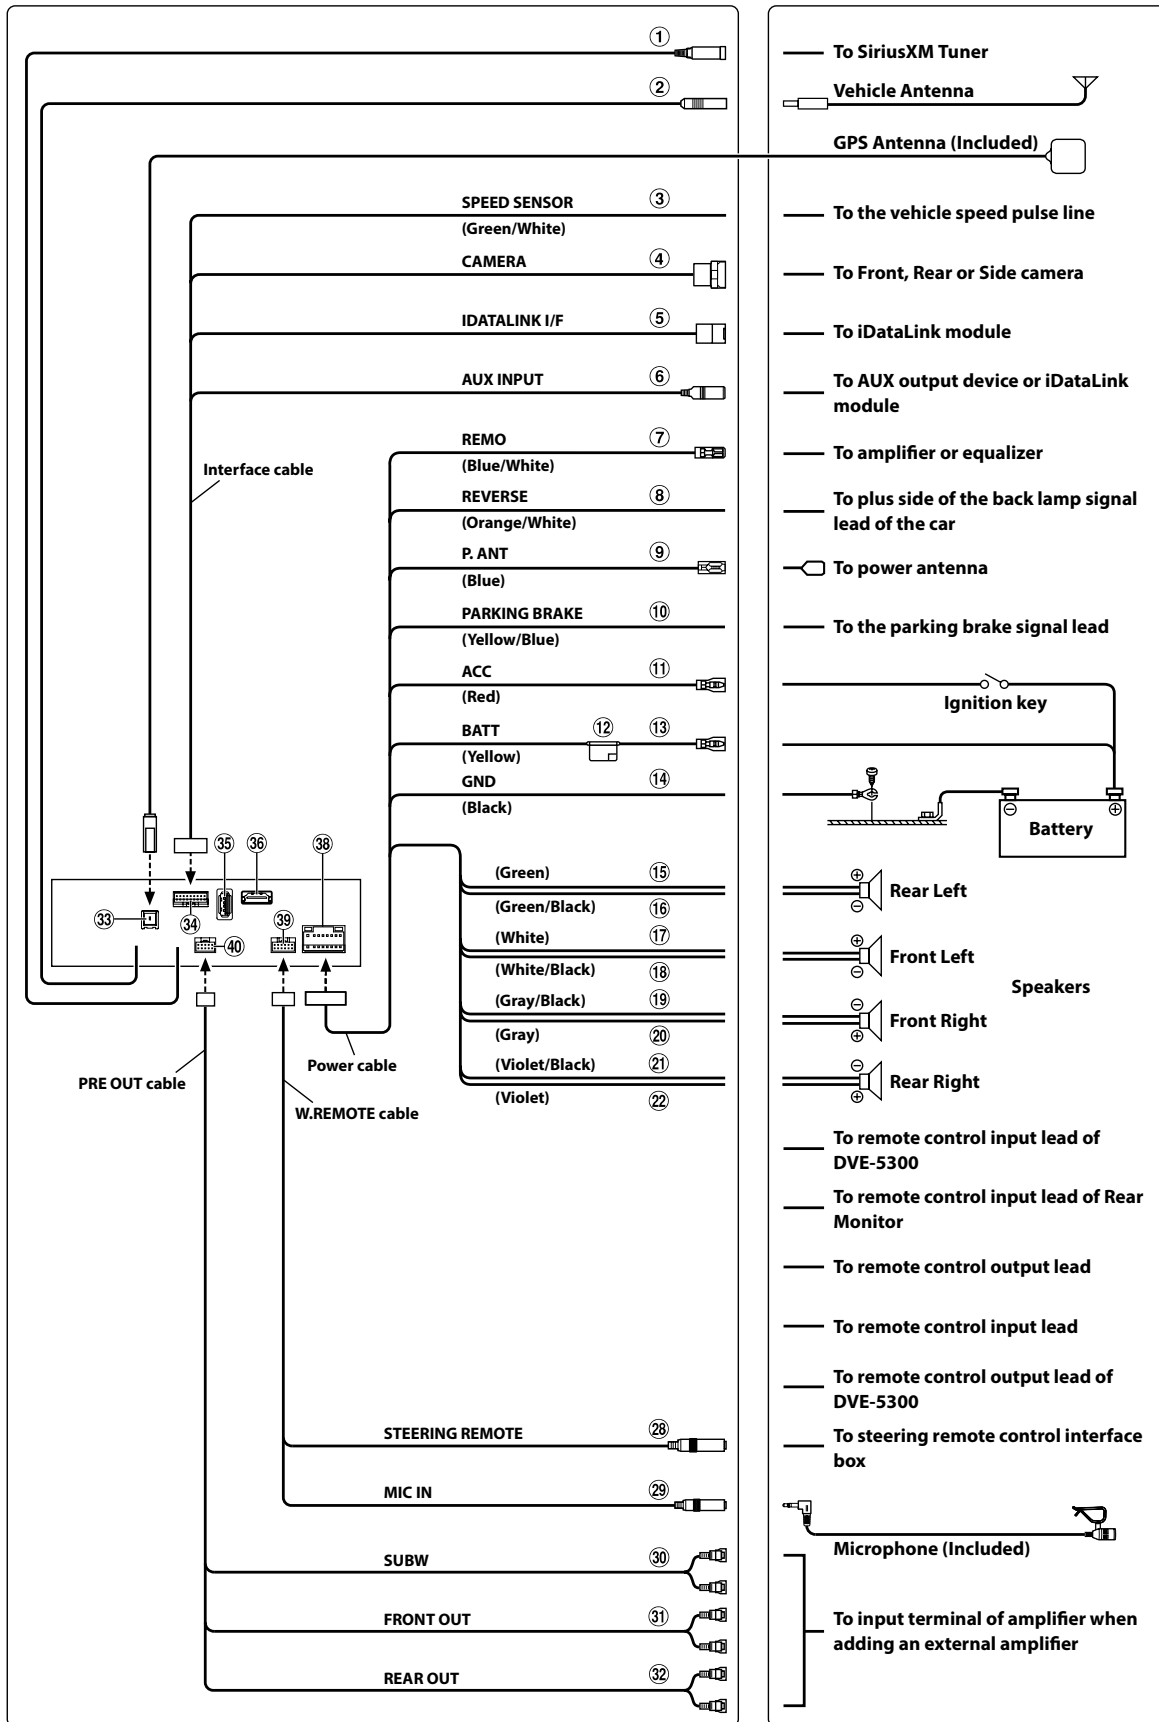 ① To SiriusXM Tuner
② Vehicle Antenna
GPS Antenna (Included)
SPEED SENSOR ③ To the vehicle speed pulse line
(Green/White)
CAMERA ④ To Front, Rear or Side camera
IDATALINK I/F ⑤ To iDataLink module
AUX INPUT ⑥ To AUX output device or iDataLink
module
REMO ⑦ To amplifier or equalizer
(Blue/White)
Interface cable
REVERSE ⑧ To plus side of the back lamp signal
(Orange/White) lead of the car
P. ANT ⑨ To power antenna
(Blue)
PARKING BRAKE ⑩ To the parking brake signal lead
(Yellow/Blue)
ACC ⑪
(Red) Ignition key
BATT ⑫ ⑬
(Yellow)
GND ⑭
(Black)
⊖ ⊕
Battery
㉟ ㊱ ㊳
㉝ ㉞ ㊵ ㊴
(Green) ⑮ ⊕
Rear Left
(Green/Black) ⑯ ⊖
(White) ⑰ ⊕
Front Left
(White/Black) ⑱ ⊖
Speakers
(Gray/Black) ⑲ ⊖
Front Right
(Gray) ⑳ ⊕
(Violet/Black) ㉑ ⊖
Rear Right
(Violet) ㉒ ⊕
Power cable
PRE OUT cable
W.REMOTE cable
To remote control input lead of
DVE-5300
To remote control input lead of Rear
Monitor
To remote control output lead
To remote control input lead
To remote control output lead of
DVE-5300
STEERING REMOTE ㉘ To steering remote control interface
box
MIC IN ㉙
Microphone (Included)
SUBW ㉚
FRONT OUT ㉛ To input terminal of amplifier when
adding an external amplifier
REAR OUT ㉜